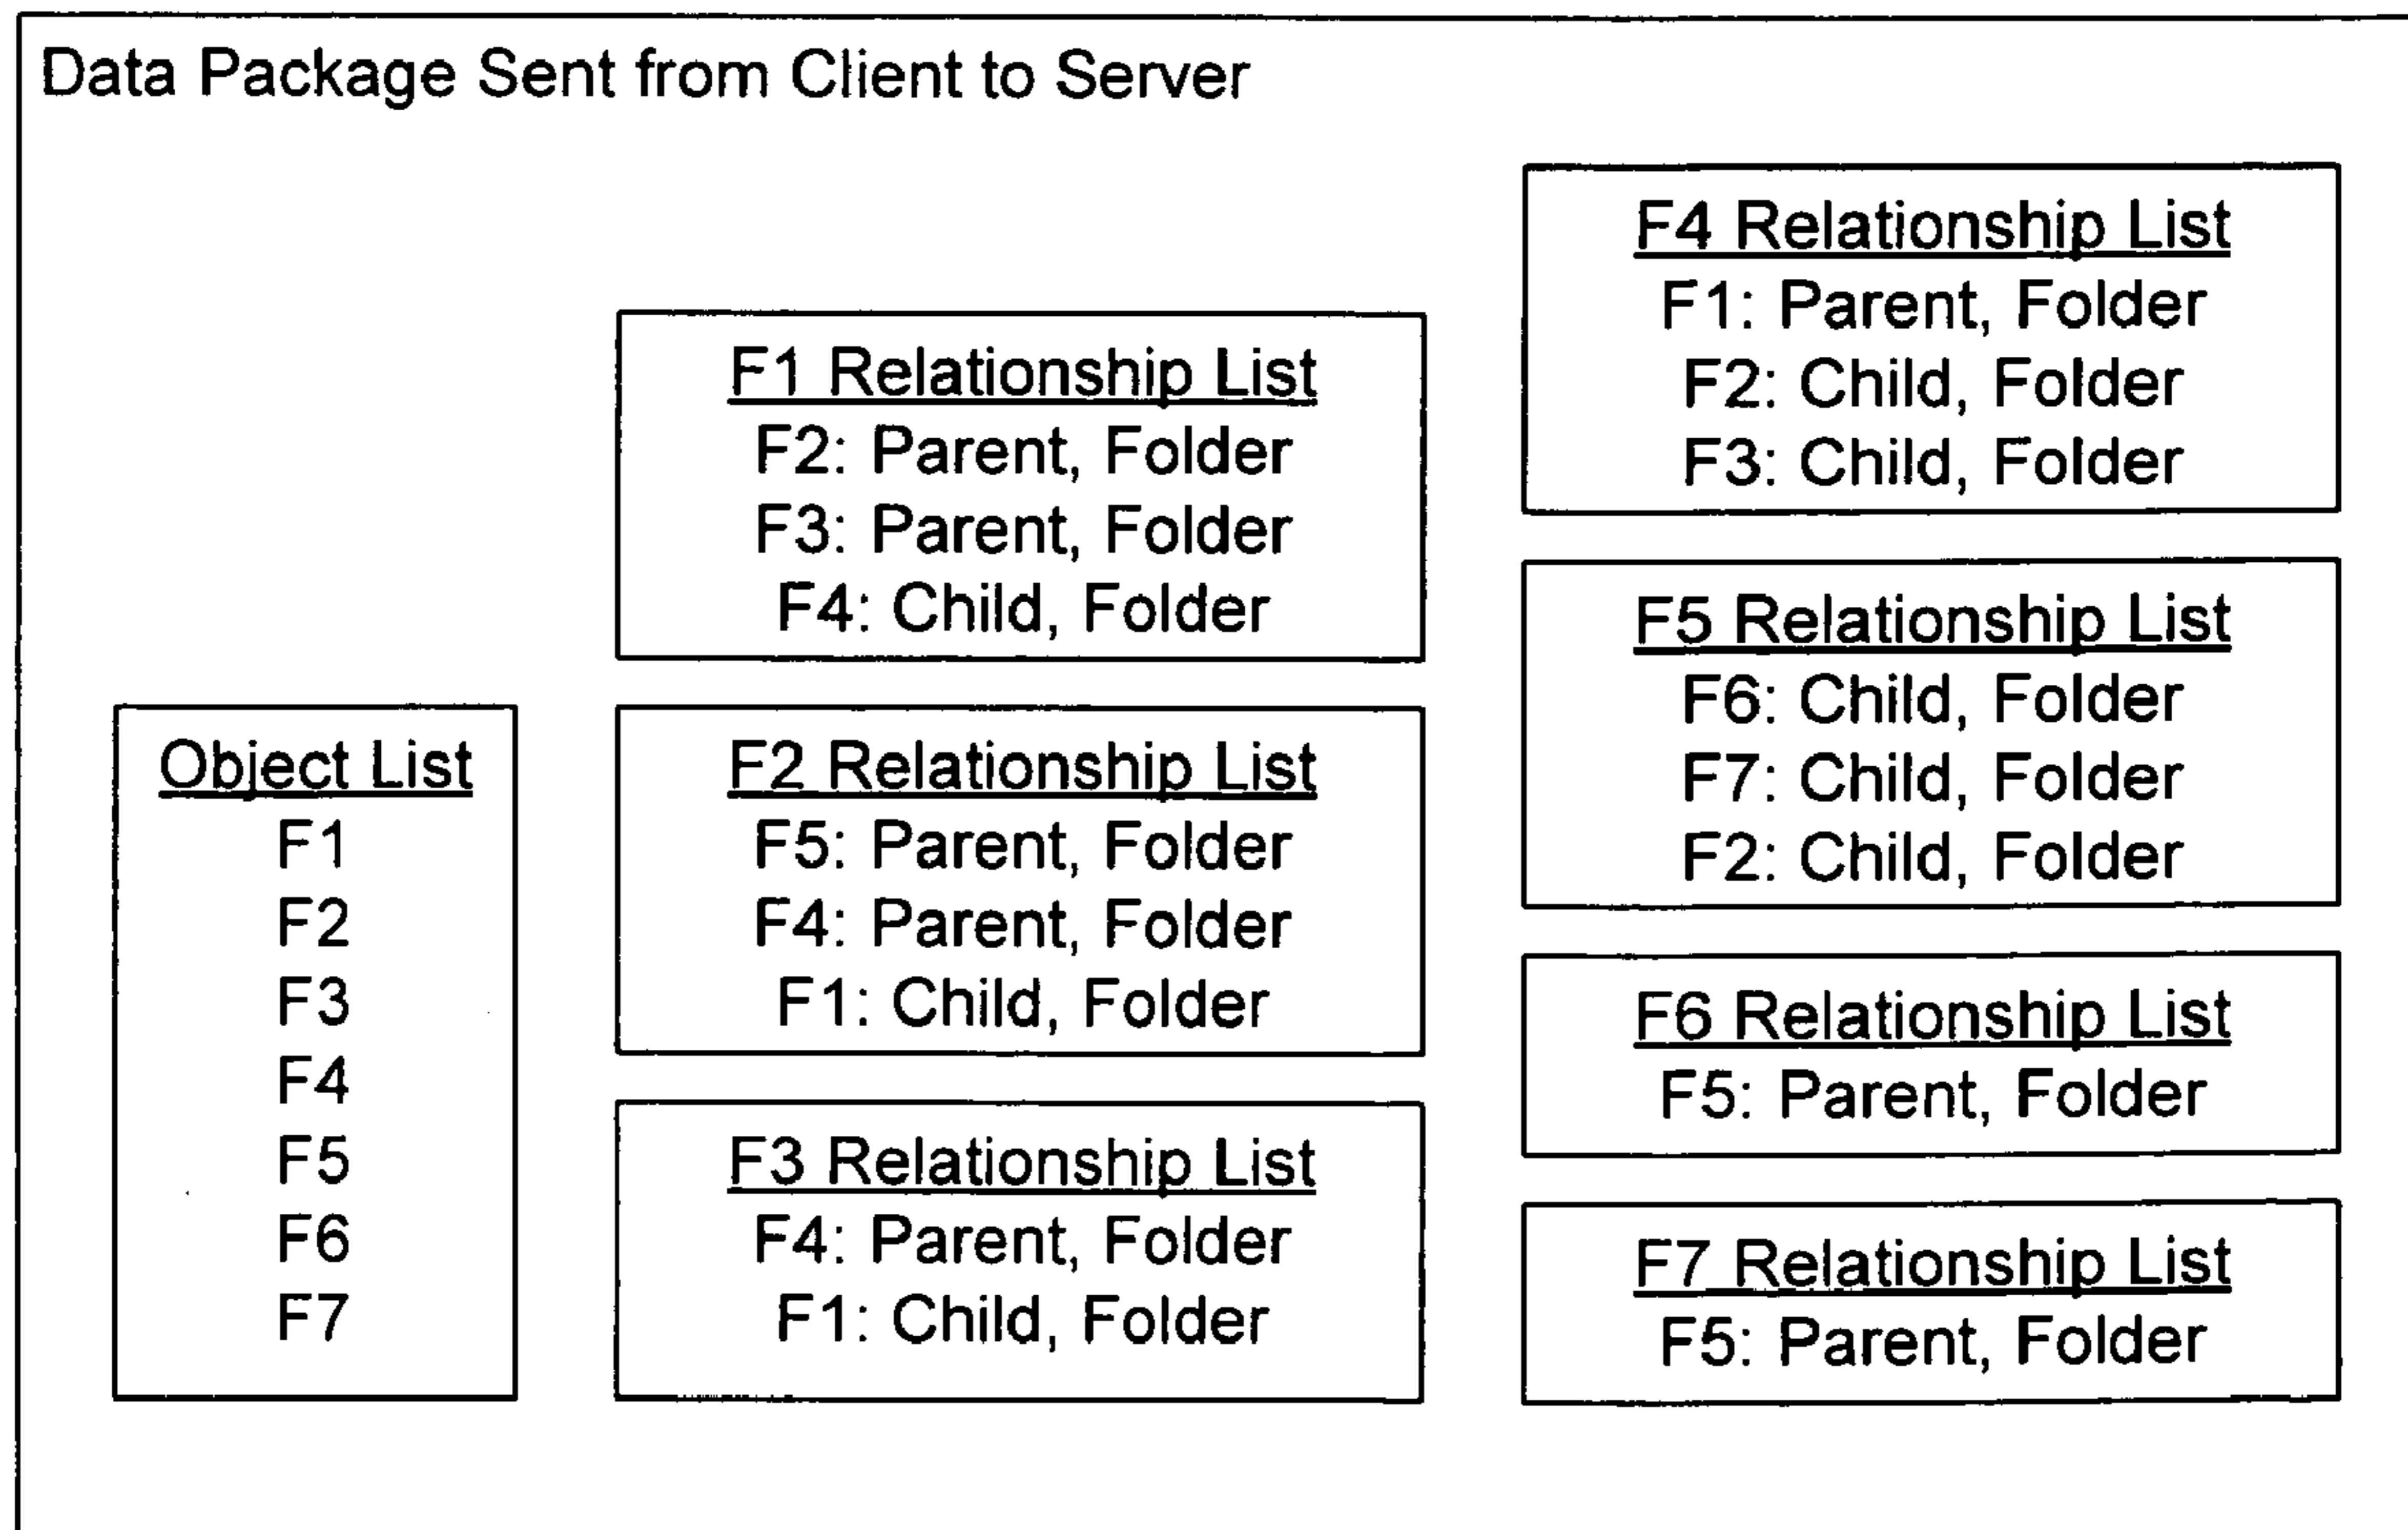 Data Package Sent from Client to Server
Object List
F1
F2
F3
F4
F5
F6
F7
F1 Relationship List
F2: Parent, Folder
F3: Parent, Folder
F4: Child, Folder
F2 Relationship List
F5: Parent, Folder
F4: Parent, Folder
F1: Child, Folder
F3 Relationship List
F4: Parent, Folder
F1: Child, Folder
F4 Relationship List
F1: Parent, Folder
F2: Child, Folder
F3: Child, Folder
F5 Relationship List
F6: Child, Folder
F7: Child, Folder
F2: Child, Folder
F6 Relationship List
F5: Parent, Folder
F7 Relationship List
F5: Parent, Folder